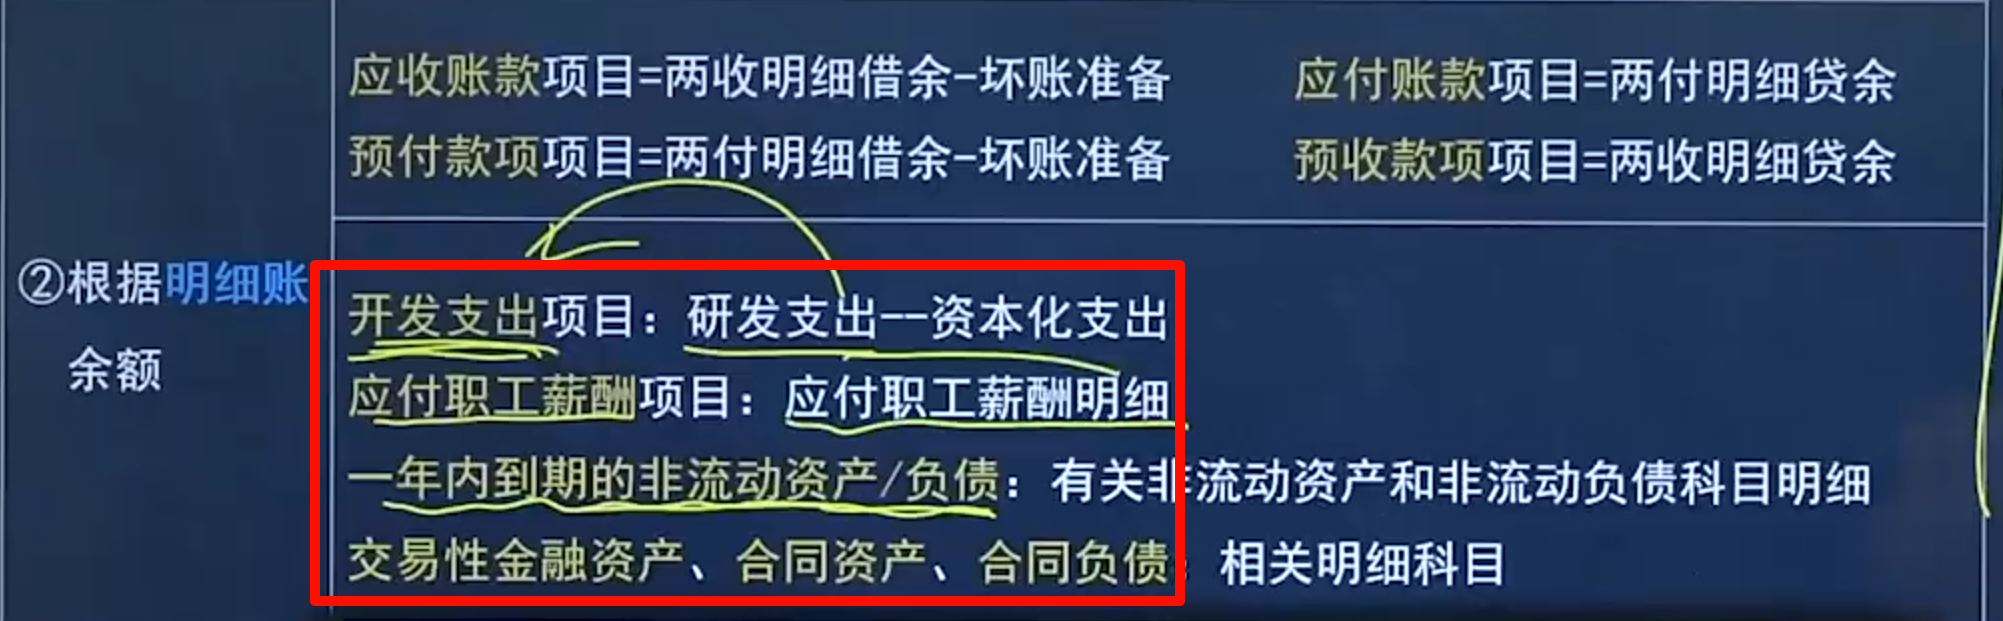 应收账款项目=两收明细借余-坏账准备 应付账款项目=两付明细贷余
预付款项项目=两付明细借余-坏账准备 预收款项项目=两收明细贷余
②根据明细账余额
开发支出项目：研发支出--资本化支出
应付职工薪酬项目：应付职工薪酬明细
一年内到期的非流动资产/负债：有关非流动资产和非流动负债科目明细
交易性金融资产、合同资产、合同负债：相关明细科目